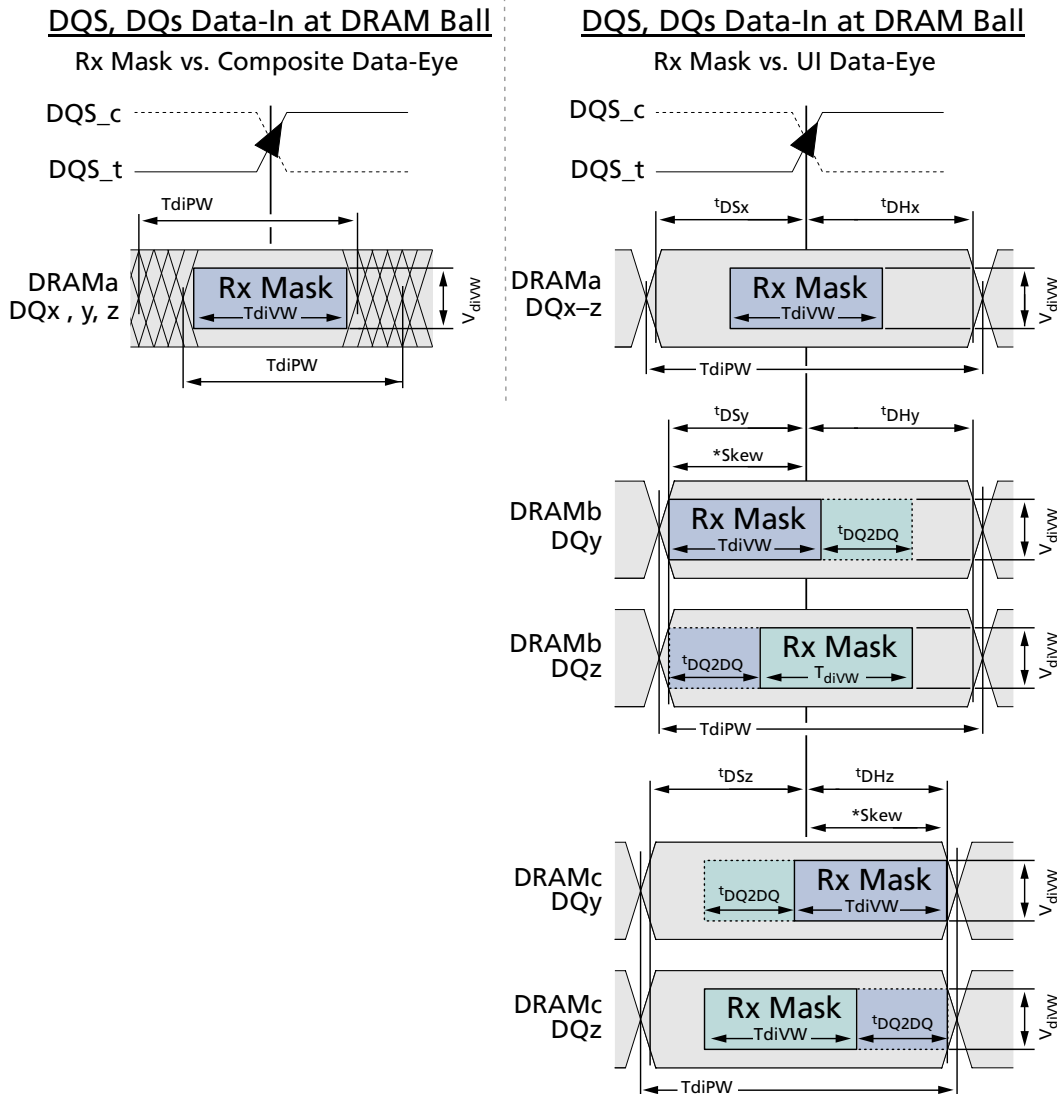 DQS, DQs Data-In at DRAM Ball
Rx Mask vs. Composite Data-Eye
DQS_c
DQS_t
TdiPW
DRAMa
DQx , y, z
Rx Mask
TdiVW
VdiVW
TdiPW
DQS, DQs Data-In at DRAM Ball
Rx Mask vs. UI Data-Eye
DQS_c
DQS_t
tDSx
tDHx
DRAMa
DQx–z
Rx Mask
TdiVW
VdiVW
TdiPW
tDSy
tDHy
*Skew
DRAMb
DQy
Rx Mask
TdiVW
tDQ2DQ
VdiVW
DRAMb
DQz
tDQ2DQ
Rx Mask
TdiVW
VdiVW
TdiPW
tDSz
tDHz
*Skew
DRAMc
DQy
tDQ2DQ
Rx Mask
TdiVW
VdiVW
DRAMc
DQz
Rx Mask
TdiVW
tDQ2DQ
VdiVW
TdiPW